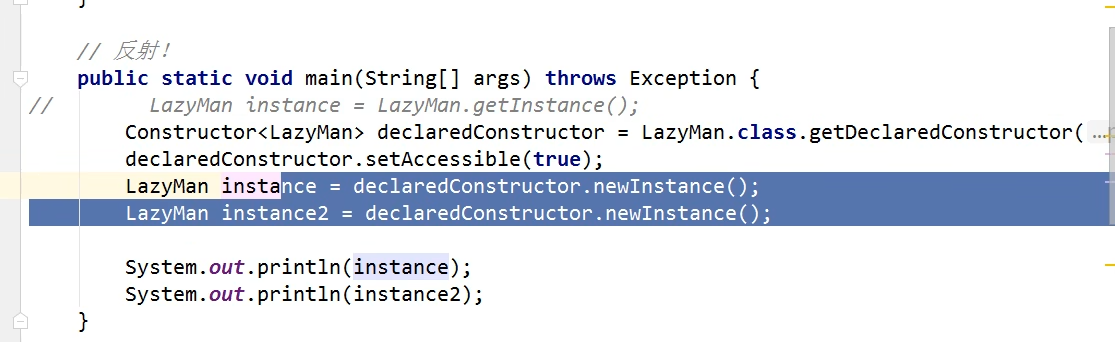 }
// 反射！
public static void main(String[] args) throws Exception {
// LazyMan instance = LazyMan.getInstance();
Constructor<LazyMan> declaredConstructor = LazyMan.class.getDeclaredConstructor( ...
declaredConstructor.setAccessible(true);
LazyMan instance = declaredConstructor.newInstance();
LazyMan instance2 = declaredConstructor.newInstance();
System.out.println(instance);
System.out.println(instance2);
}